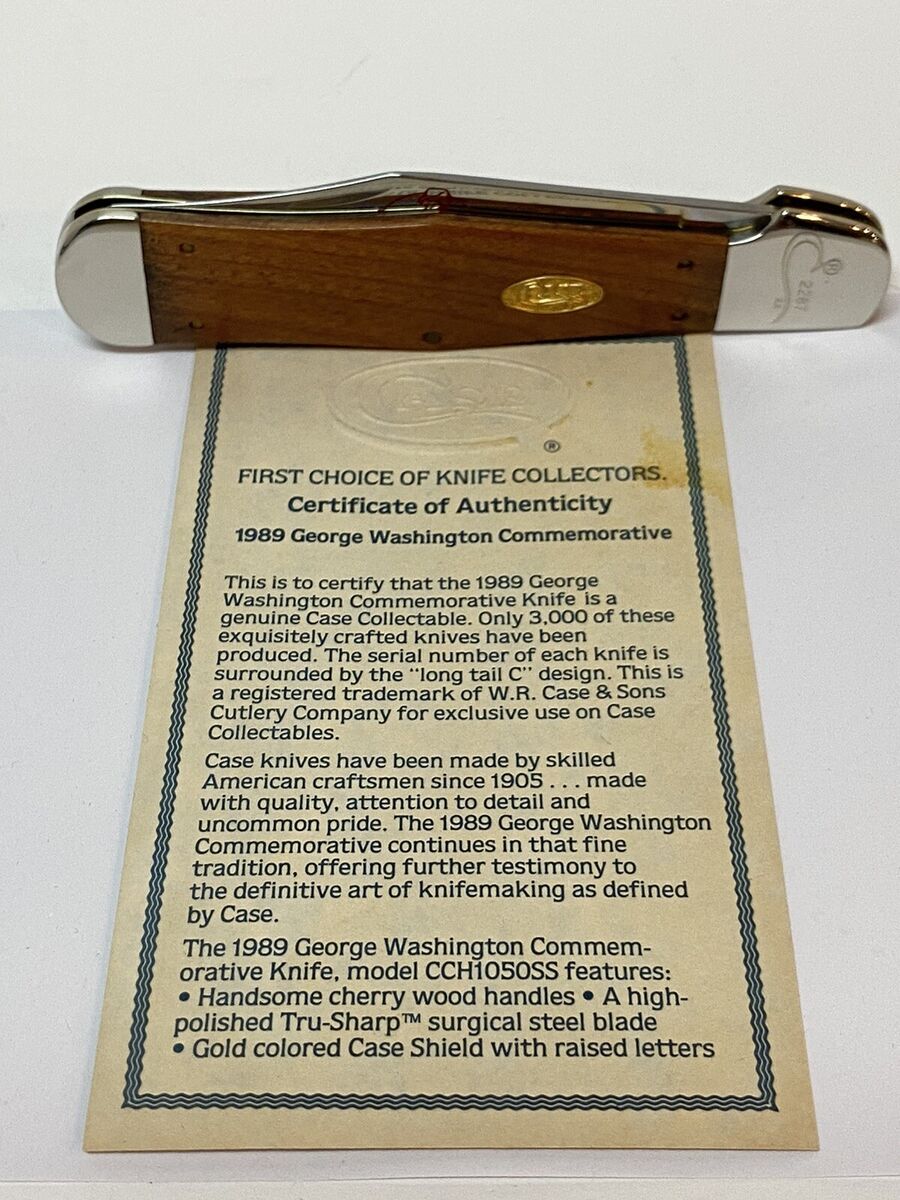 CASE
®
2287
XX
CASE
®
FIRST CHOICE OF KNIFE COLLECTORS.
Certificate of Authenticity
1989 George Washington Commemorative
This is to certify that the 1989 George
Washington Commemorative Knife is a
genuine Case Collectable. Only 3,000 of these
exquisitely crafted knives have been
produced. The serial number of each knife is
surrounded by the "long tail C" design. This is
a registered trademark of W.R. Case & Sons
Cutlery Company for exclusive use on Case
Collectables.
Case knives have been made by skilled
American craftsmen since 1905 . . . made
with quality, attention to detail and
uncommon pride. The 1989 George Washington
Commemorative continues in that fine
tradition, offering further testimony to
the definitive art of knifemaking as defined
by Case.
The 1989 George Washington Commem-
orative Knife, model CCH1050SS features:
• Handsome cherry wood handles • A high-
polished Tru-Sharp™ surgical steel blade
• Gold colored Case Shield with raised letters